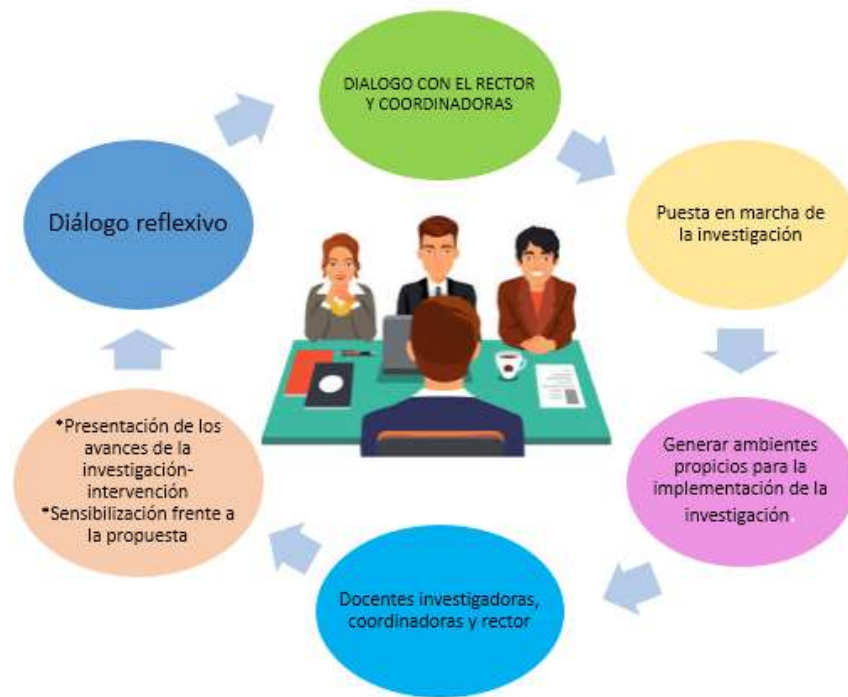 DIALOGO CON EL RECTOR
Y COORDINADORAS
Puesta en marcha de
la investigación
Generar ambientes
propicios para la
implementación de la
investigación.
Docentes investigadoras,
coordinadoras y rector
*Presentación de los
avances de la
investigación-
intervención
*Sensibilización frente a
la propuesta
Diálogo reflexivo